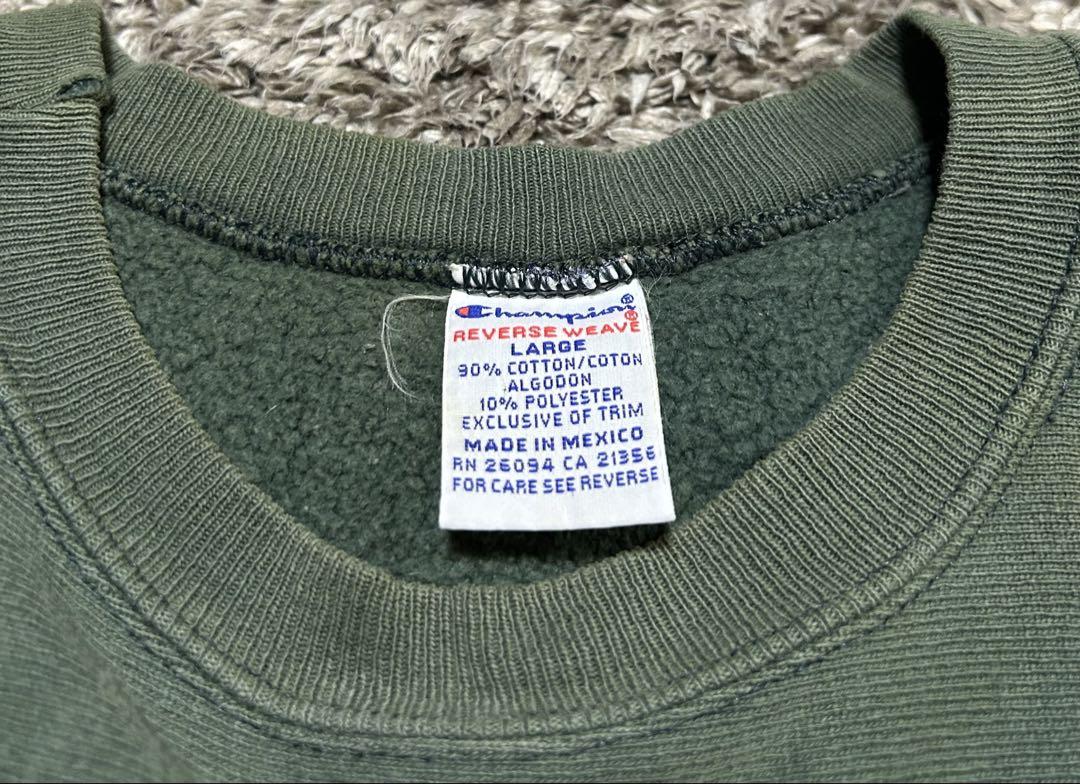 Champion®
REVERSE WEAVE®
LARGE
90% COTTON/COTON
ALGODON
10% POLYESTER
EXCLUSIVE OF TRIM
MADE IN MEXICO
RN 26094 CA 21356
FOR CARE SEE REVERSE